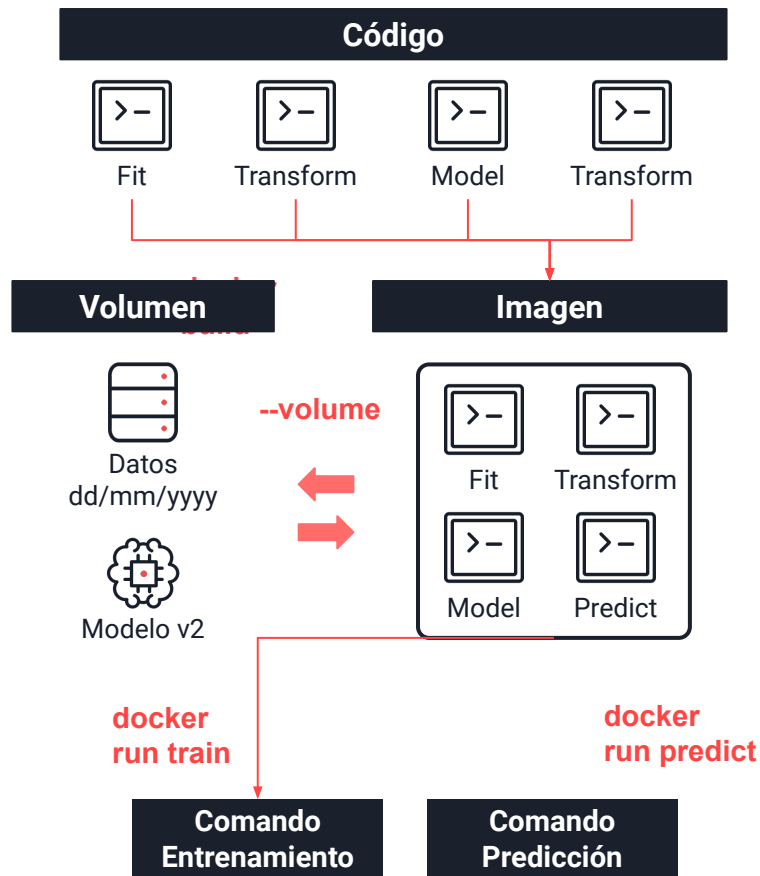 Código
>– >– >– >–
Fit Transform Model Transform
Volumen
Imagen
>– >–
--volume
Datos
dd/mm/yyyy
Fit Transform
>– >–
Modelo v2
Model Predict
docker
run train
docker
run predict
Comando
Entrenamiento
Comando
Predicción